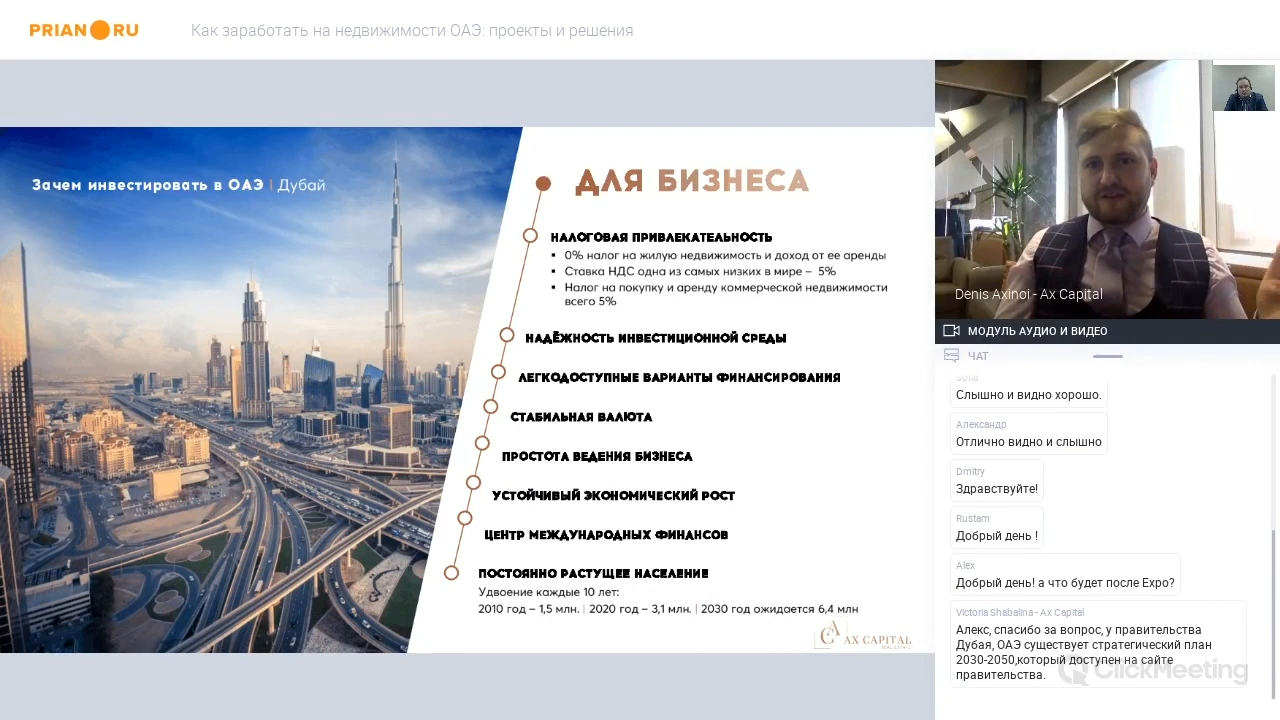 PRIAN RU
Как заработать на недвижимости ОАЭ: проекты и решения
Зачем инвестировать в ОАЭ | Дубай
ДЛЯ БИЗНЕСА
НАЛОГОВАЯ ПРИВЛЕКАТЕЛЬНОСТЬ
▪ 0% налог на жилую недвижимость и доход от ее аренды
▪ Ставка НДС одна из самых низких в мире – 5%
▪ Налог на покупку и аренду коммерческой недвижимости
всего 5%
НАДЁЖНОСТЬ ИНВЕСТИЦИОННОЙ СРЕДЫ
ЛЕГКОДОСТУПНЫЕ ВАРИАНТЫ ФИНАНСИРОВАНИЯ
СТАБИЛЬНАЯ ВАЛЮТА
ПРОСТОТА ВЕДЕНИЯ БИЗНЕСА
УСТОЙЧИВЫЙ ЭКОНОМИЧЕСКИЙ РОСТ
ЦЕНТР МЕЖДУНАРОДНЫХ ФИНАНСОВ
ПОСТОЯННО РАСТУЩЕЕ НАСЕЛЕНИЕ
Удвоение каждые 10 лет:
2010 год – 1,5 млн. | 2020 год – 3,1 млн. | 2030 год ожидается 6,4 млн
AX CAPITAL
REAL ESTATE
Denis Axinoi - Ax Capital
МОДУЛЬ АУДИО И ВИДЕО
ЧАТ
Слышно и видно хорошо.
Александр
Отлично видно и слышно
Dmitry
Здравствуйте!
Rustam
Добрый день !
Alex
Добрый день! а что будет после Expo?
Victoria Shabalina - Ax Capital
Алекс, спасибо за вопрос, у правительства
Дубая, ОАЭ существует стратегический план
2030-2050,который доступен на сайте
правительства.
ClickMeeting